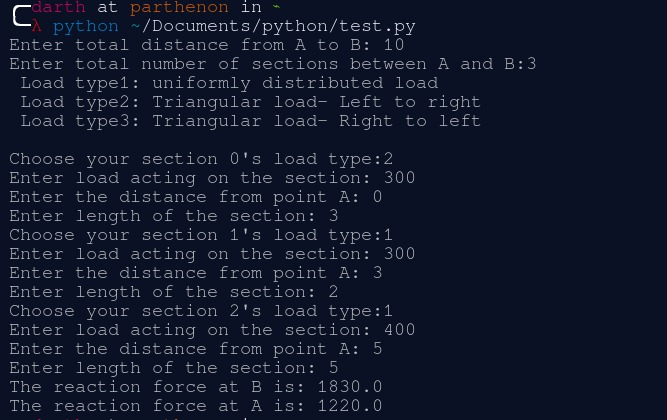 darth at parthenon in ~
λ python ~/Documents/python/test.py
Enter total distance from A to B: 10
Enter total number of sections between A and B:3
 Load type1: uniformly distributed load
 Load type2: Triangular load- Left to right
 Load type3: Triangular load- Right to left
Choose your section 0's load type:2
Enter load acting on the section: 300
Enter the distance from point A: 0
Enter length of the section: 3
Choose your section 1's load type:1
Enter load acting on the section: 300
Enter the distance from point A: 3
Enter length of the section: 2
Choose your section 2's load type:1
Enter load acting on the section: 400
Enter the distance from point A: 5
Enter length of the section: 5
The reaction force at B is: 1830.0
The reaction force at A is: 1220.0